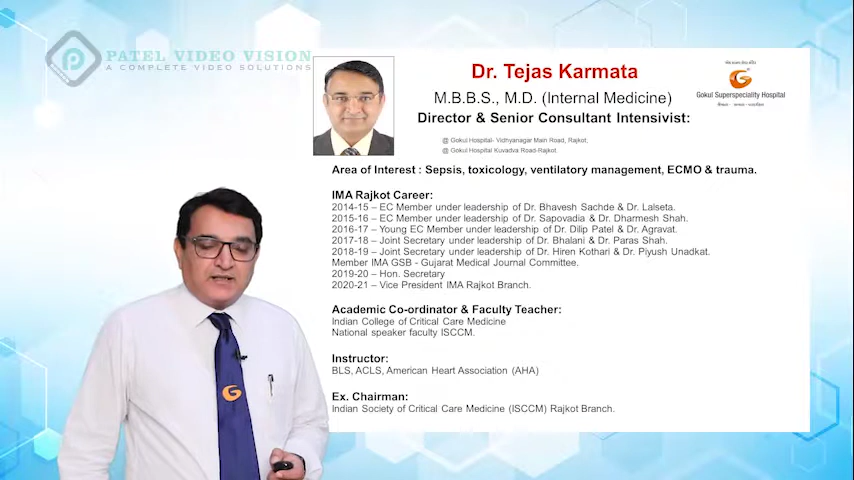 PATEL VIDEO VISION
A COMPLETE VIDEO SOLUTIONS
Dr. Tejas Karmata
M.B.B.S., M.D. (Internal Medicine)
Gokul Superspeciality Hospital
Director & Senior Consultant Intensivist:
@ Gokul Hospital- Vidhyanagar Main Road, Rajkot,
@ Gokul Hospital Kuvadva Road-Rajkot.
Area of Interest : Sepsis, toxicology, ventilatory management, ECMO & trauma.
IMA Rajkot Career:
2014-15 – EC Member under leadership of Dr. Bhavesh Sachde & Dr. Lalseta.
2015-16 – EC Member under leadership of Dr. Sapovadia & Dr. Dharmesh Shah.
2016-17 – Young EC Member under leadership of Dr. Dilip Patel & Dr. Agravat.
2017-18 – Joint Secretary under leadership of Dr. Bhalani & Dr. Paras Shah.
2018-19 – Joint Secretary under leadership of Dr. Hiren Kothari & Dr. Piyush Unadkat.
Member IMA GSB - Gujarat Medical Journal Committee.
2019-20 – Hon. Secretary
2020-21 – Vice President IMA Rajkot Branch.
Academic Co-ordinator & Faculty Teacher:
Indian College of Critical Care Medicine
National speaker faculty ISCCM.
Instructor:
BLS, ACLS, American Heart Association (AHA)
Ex. Chairman:
Indian Society of Critical Care Medicine (ISCCM) Rajkot Branch.